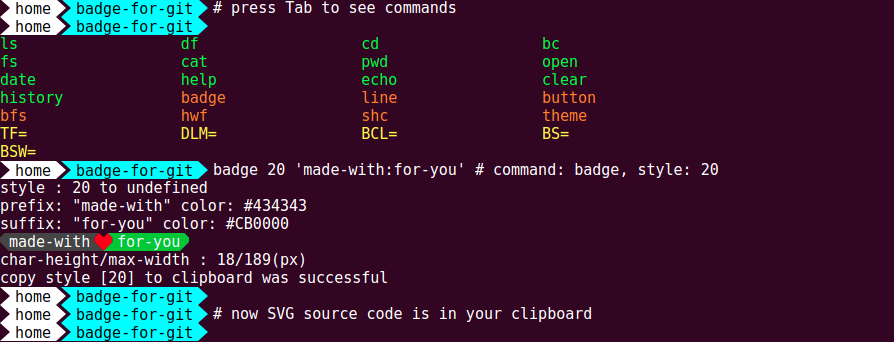 home badge-for-git # press Tab to see commands
home badge-for-git
ls df cd bc
fs cat pwd open
date help echo clear
history badge line button
bfs hwf shc theme
TF= DLM= BCL= BS=
BSW=
home badge-for-git badge 20 'made-with:for-you' # command: badge, style: 20
style : 20 to undefined
prefix: "made-with" color: #434343
suffix: "for-you" color: #CB0000
made-with for-you
char-height/max-width : 18/189(px)
copy style [20] to clipboard was successful
home badge-for-git
home badge-for-git # now SVG source code is in your clipboard
home badge-for-git